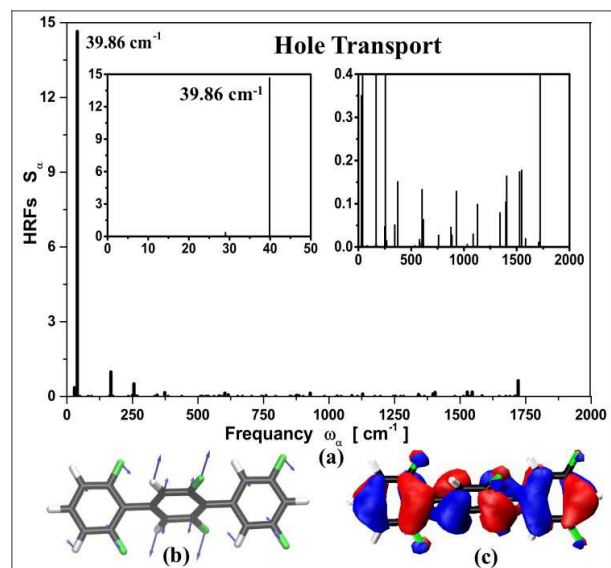 Hole Transport
39.86 cm-1
HRFs Sα
15
12
9
6
3
0
15
12
9
6
3
0
39.86 cm-1
0 10 20 30 40 50
0.4
0.3
0.2
0.1
0.0
0 500 1000 1500 2000
0 250 500 750 1000 1250 1500 1750 2000
Frequancy ωα [ cm-1 ]
(a)
(b)
(c)